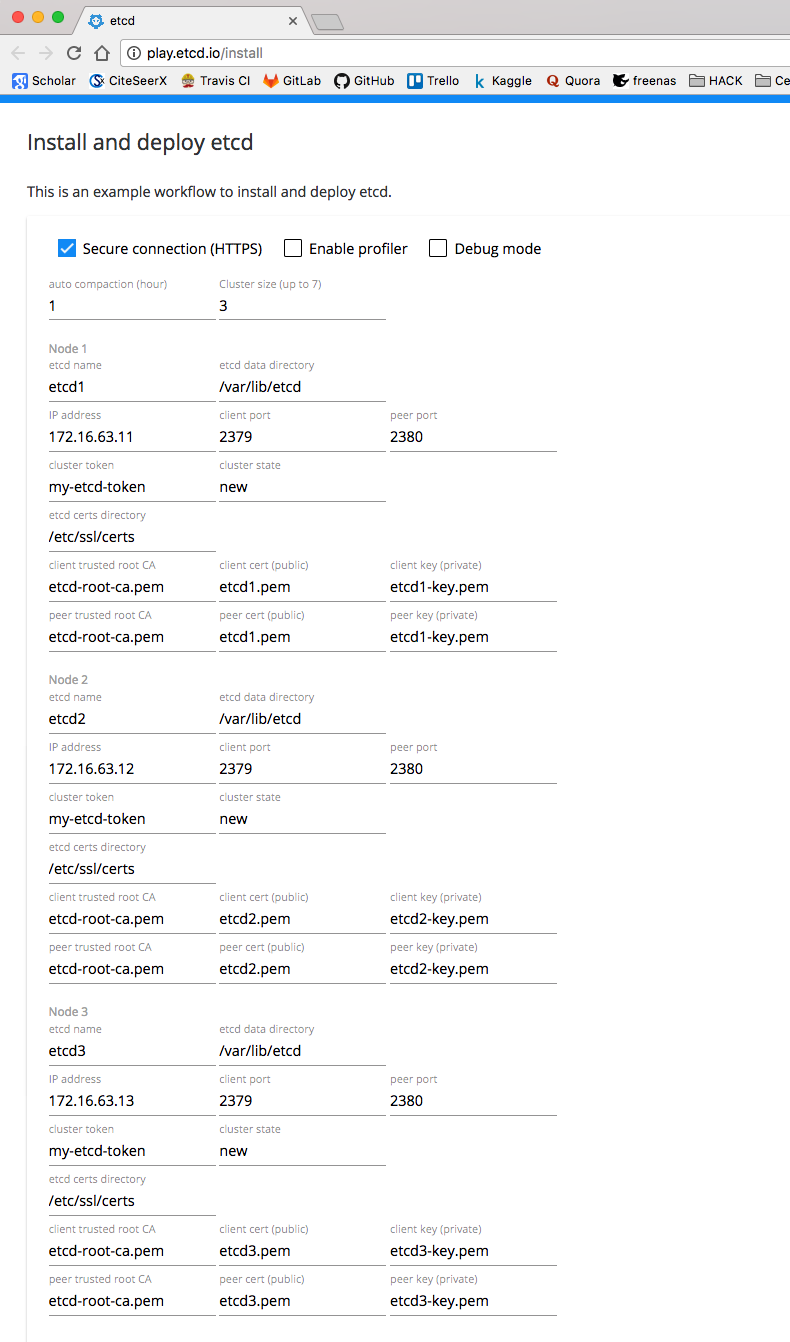 etcd
play.etcd.io/install
Scholar CiteSeerX Travis CI GitLab GitHub Trello Kaggle Quora freenas HACK Ce
Install and deploy etcd
This is an example workflow to install and deploy etcd.
Secure connection (HTTPS) Enable profiler Debug mode
auto compaction (hour) Cluster size (up to 7)
1 3
Node 1
etcd name etcd data directory
etcd1 /var/lib/etcd
IP address client port peer port
172.16.63.11 2379 2380
cluster token cluster state
my-etcd-token new
etcd certs directory
/etc/ssl/certs
client trusted root CA client cert (public) client key (private)
etcd-root-ca.pem etcd1.pem etcd1-key.pem
peer trusted root CA peer cert (public) peer key (private)
etcd-root-ca.pem etcd1.pem etcd1-key.pem
Node 2
etcd name etcd data directory
etcd2 /var/lib/etcd
IP address client port peer port
172.16.63.12 2379 2380
cluster token cluster state
my-etcd-token new
etcd certs directory
/etc/ssl/certs
client trusted root CA client cert (public) client key (private)
etcd-root-ca.pem etcd2.pem etcd2-key.pem
peer trusted root CA peer cert (public) peer key (private)
etcd-root-ca.pem etcd2.pem etcd2-key.pem
Node 3
etcd name etcd data directory
etcd3 /var/lib/etcd
IP address client port peer port
172.16.63.13 2379 2380
cluster token cluster state
my-etcd-token new
etcd certs directory
/etc/ssl/certs
client trusted root CA client cert (public) client key (private)
etcd-root-ca.pem etcd3.pem etcd3-key.pem
peer trusted root CA peer cert (public) peer key (private)
etcd-root-ca.pem etcd3.pem etcd3-key.pem